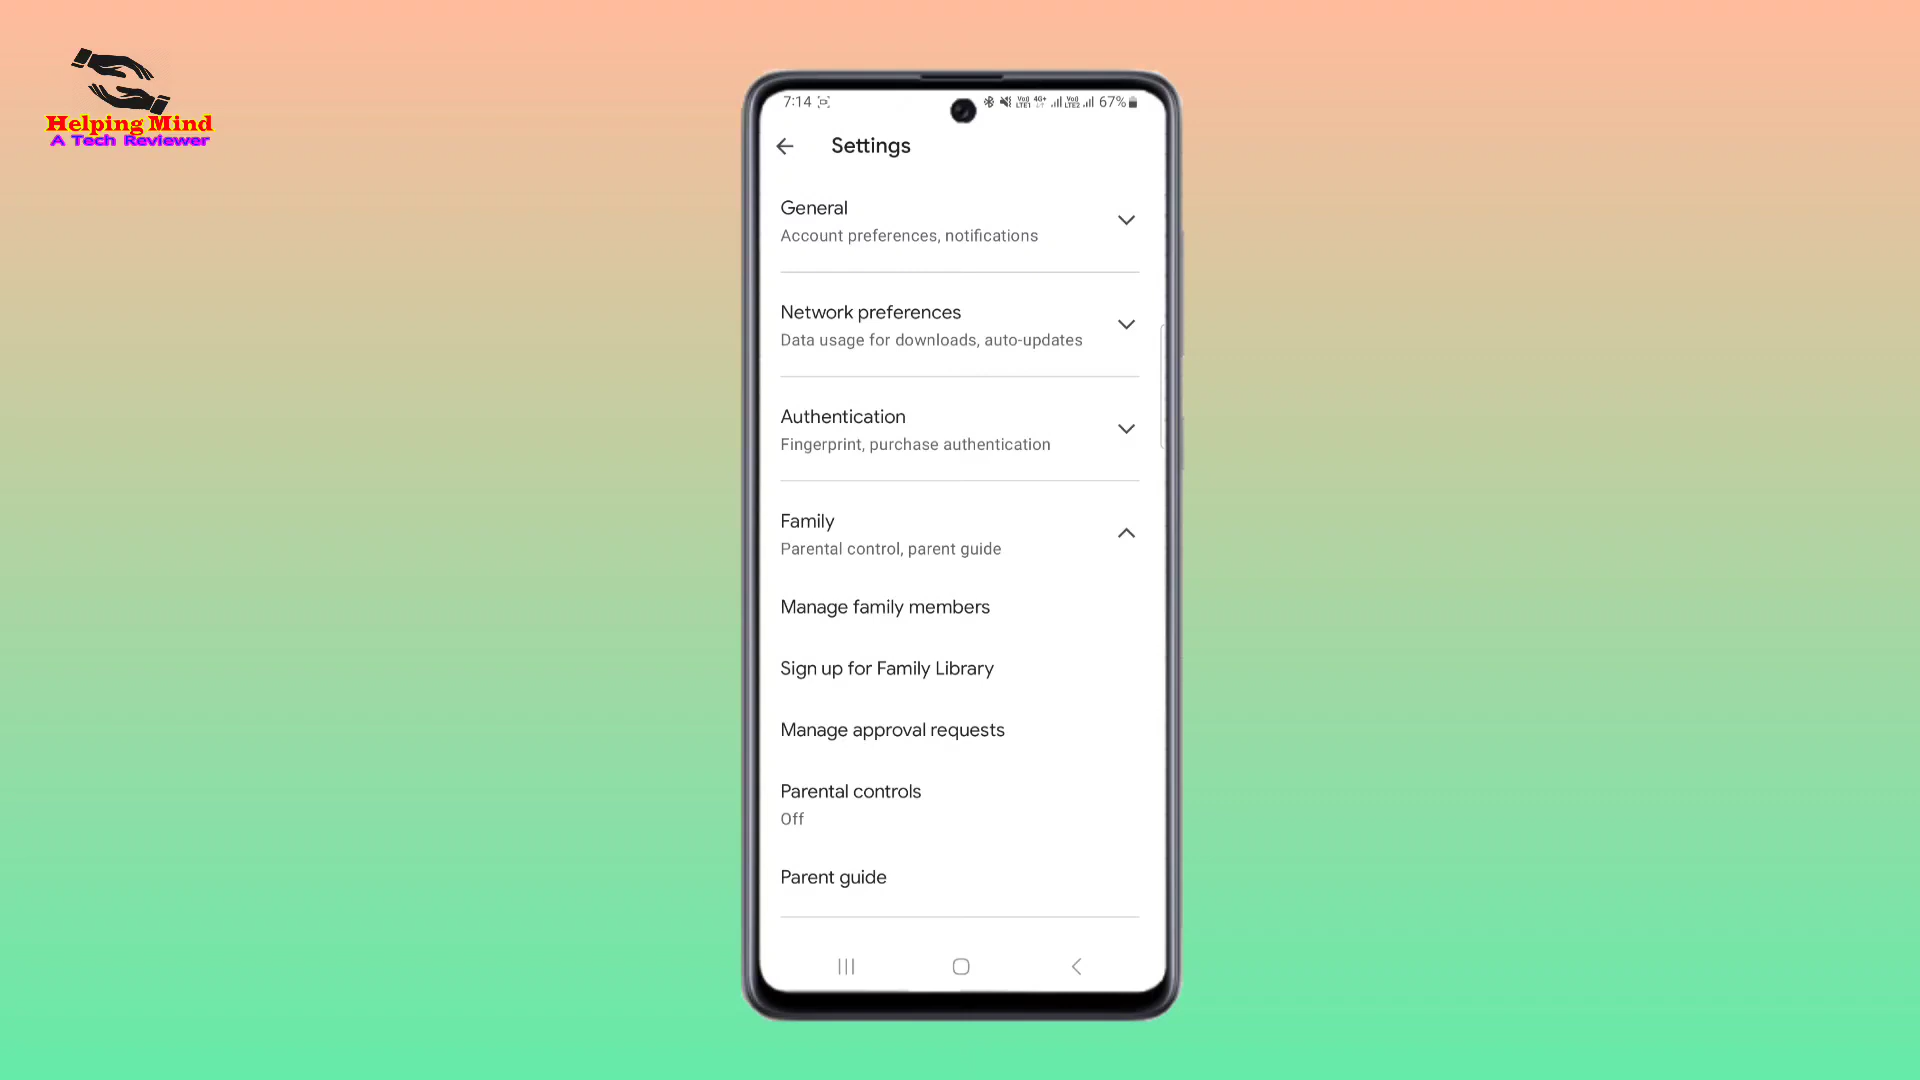 Helping Mind
A Tech Reviewer
7:14 67%
Settings
General
Account preferences, notifications
Network preferences
Data usage for downloads, auto-updates
Authentication
Fingerprint, purchase authentication
Family
Parental control, parent guide
Manage family members
Sign up for Family Library
Manage approval requests
Parental controls
Off
Parent guide